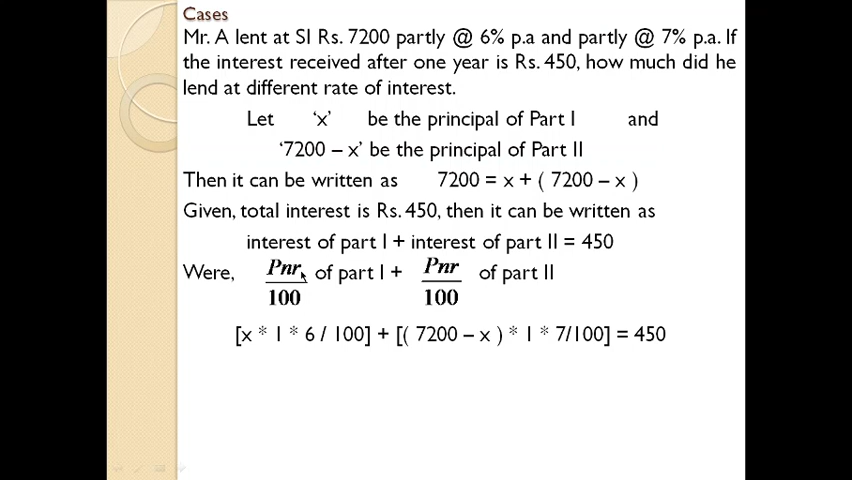 Cases
Mr. A lent at SI Rs. 7200 partly @ 6% p.a and partly @ 7% p.a. If
the interest received after one year is Rs. 450, how much did he
lend at different rate of interest.
Let ‘x’ be the principal of Part I and
‘7200 – x’ be the principal of Part II
Then it can be written as 7200 = x + ( 7200 – x )
Given, total interest is Rs. 450, then it can be written as
interest of part I + interest of part II = 450
Were, Pnr/100 of part I + Pnr/100 of part II
[x * 1 * 6 / 100] + [( 7200 – x ) * 1 * 7/100] = 450